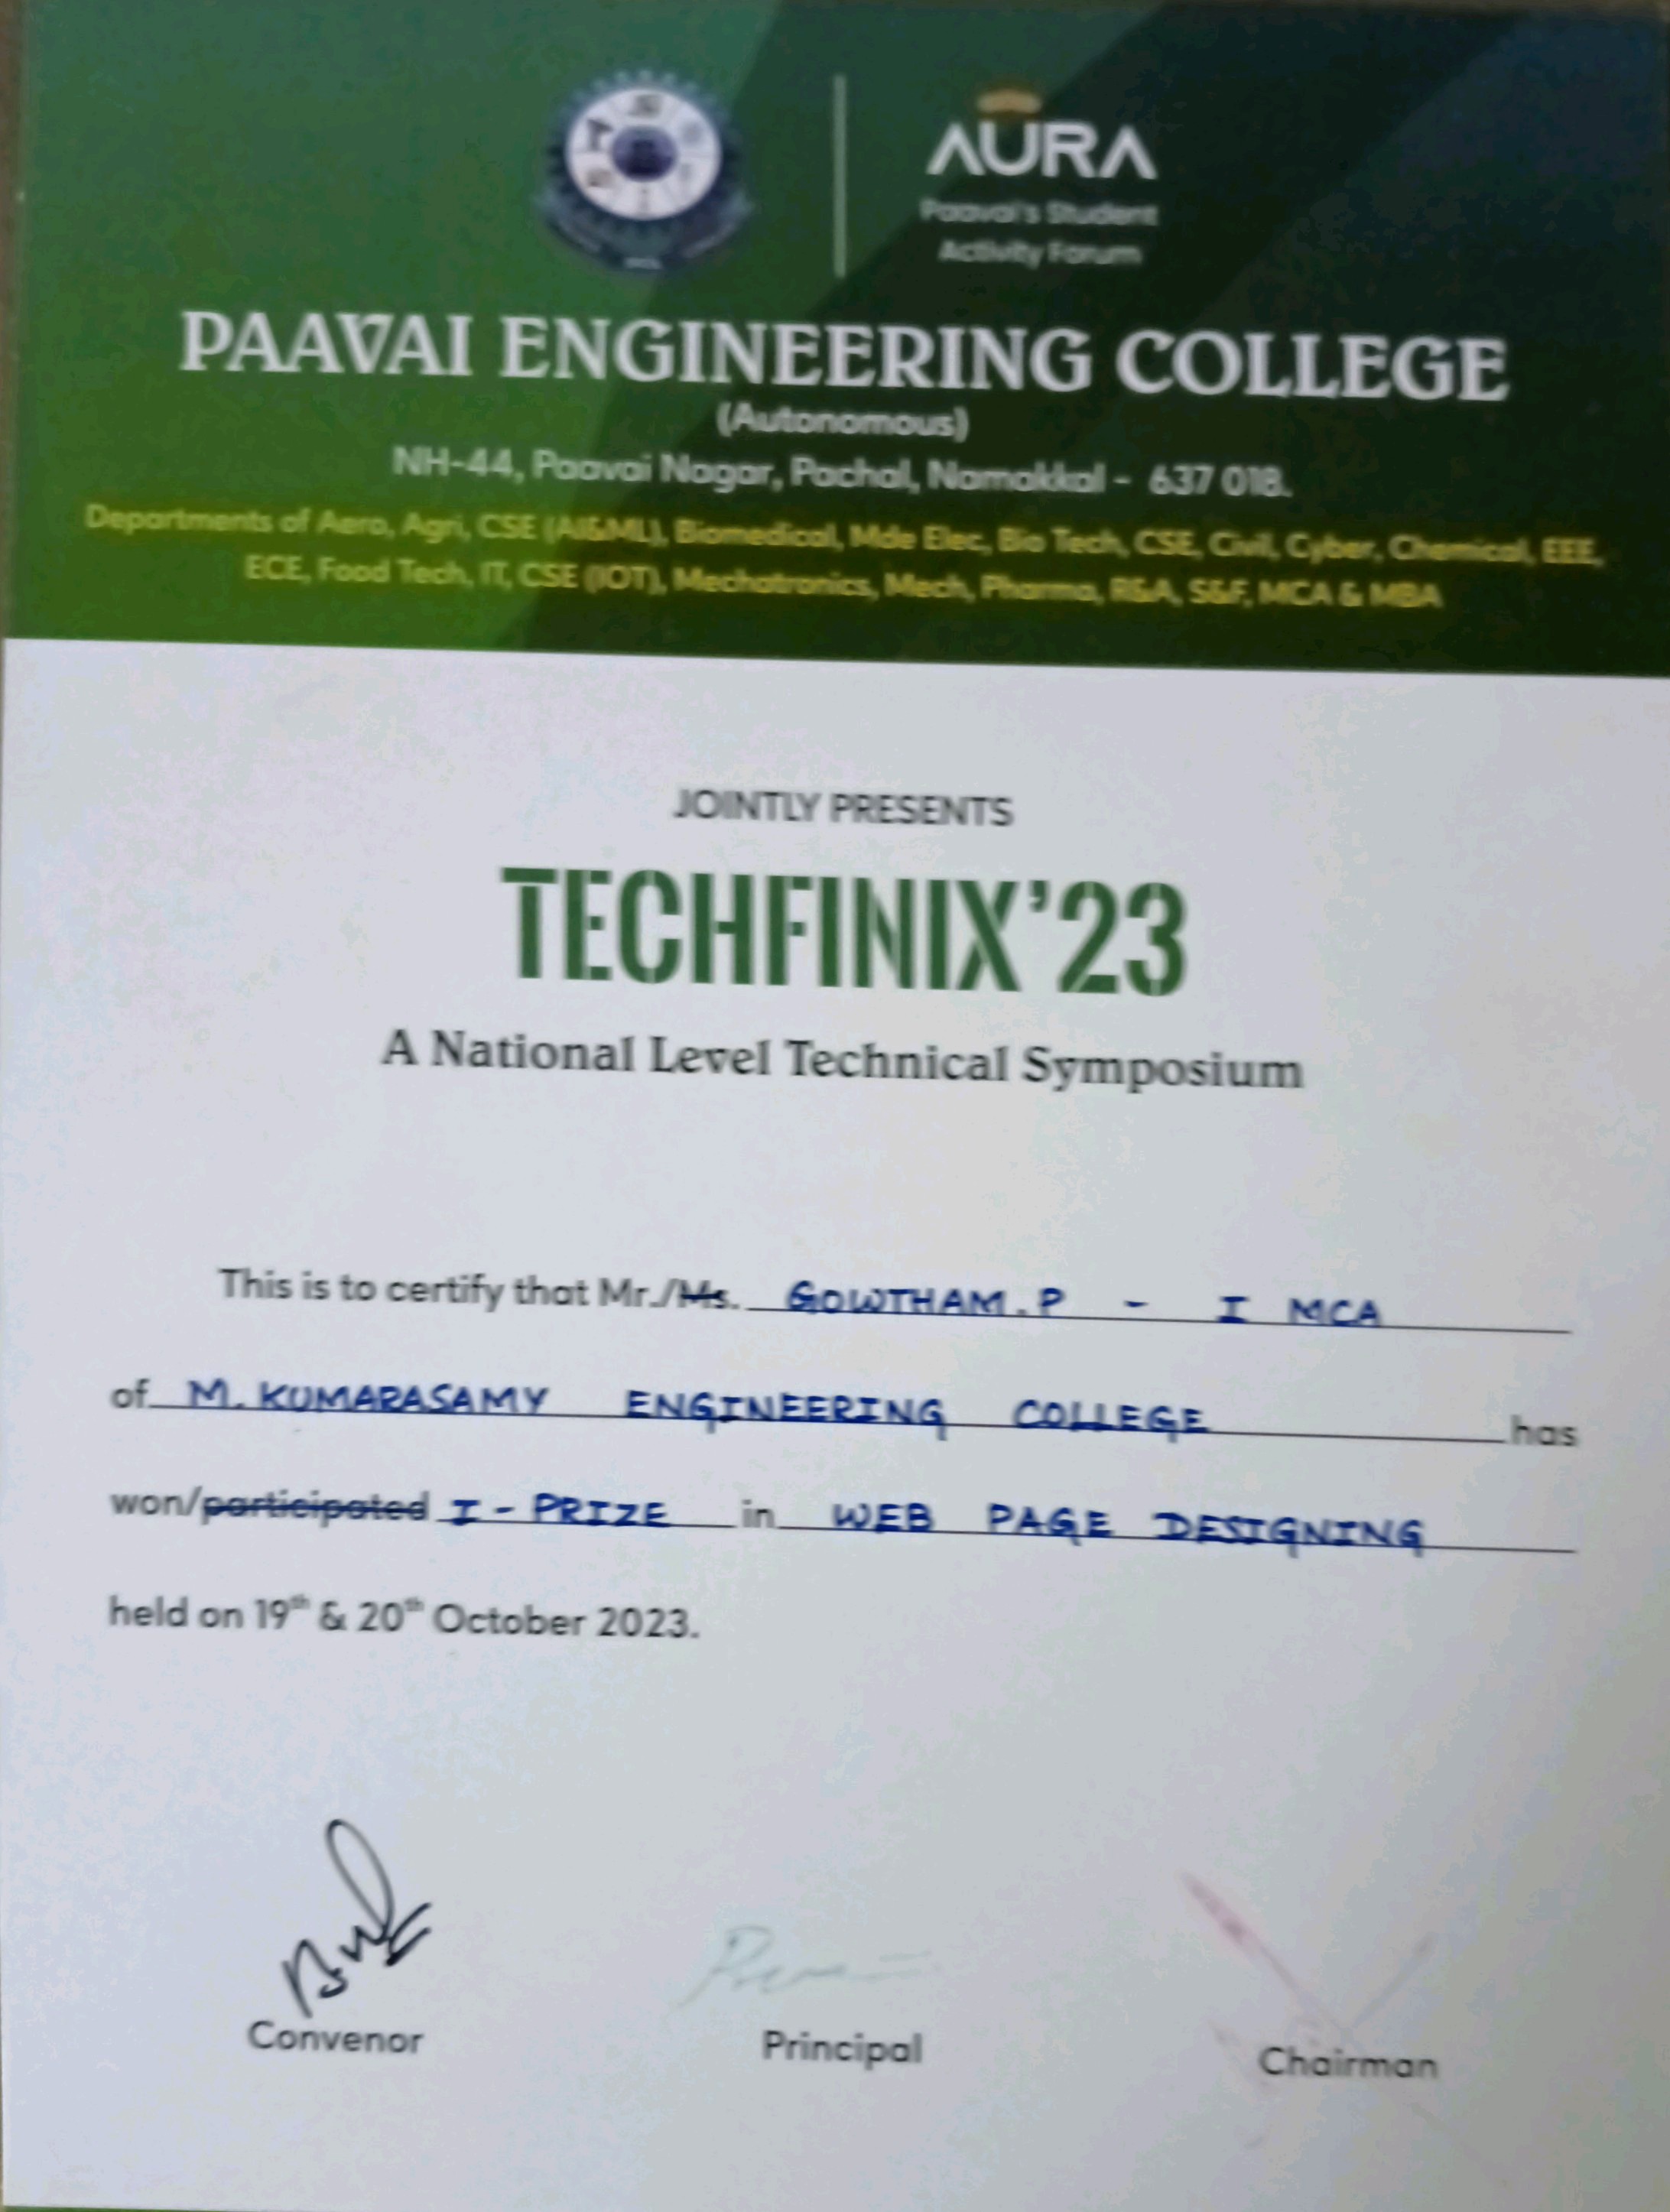 AURA
Paavai's Student
Activity Forum
PAAVAI ENGINEERING COLLEGE
(Autonomous)
NH-44, Paavai Nagar, Pachal, Namakkal - 637 018.
Departments of Aero, Agri, CSE (AI&ML), Biomedical, Mde Elec, Bio Tech, CSE, Civil, Cyber, Chemical, EEE,
ECE, Food Tech, IT, CSE (IOT), Mechatronics, Mech, Pharma, R&A, S&F, MCA & MBA
JOINTLY PRESENTS
TECHFINIX'23
A National Level Technical Symposium
This is to certify that Mr./Ms. GOWTHAM.P - I MCA
of M.KUMARASAMY ENGINEERING COLLEGE has
won/participated I - PRIZE in WEB PAGE DESIGNING
held on 19th & 20th October 2023.
Convenor Principal Chairman